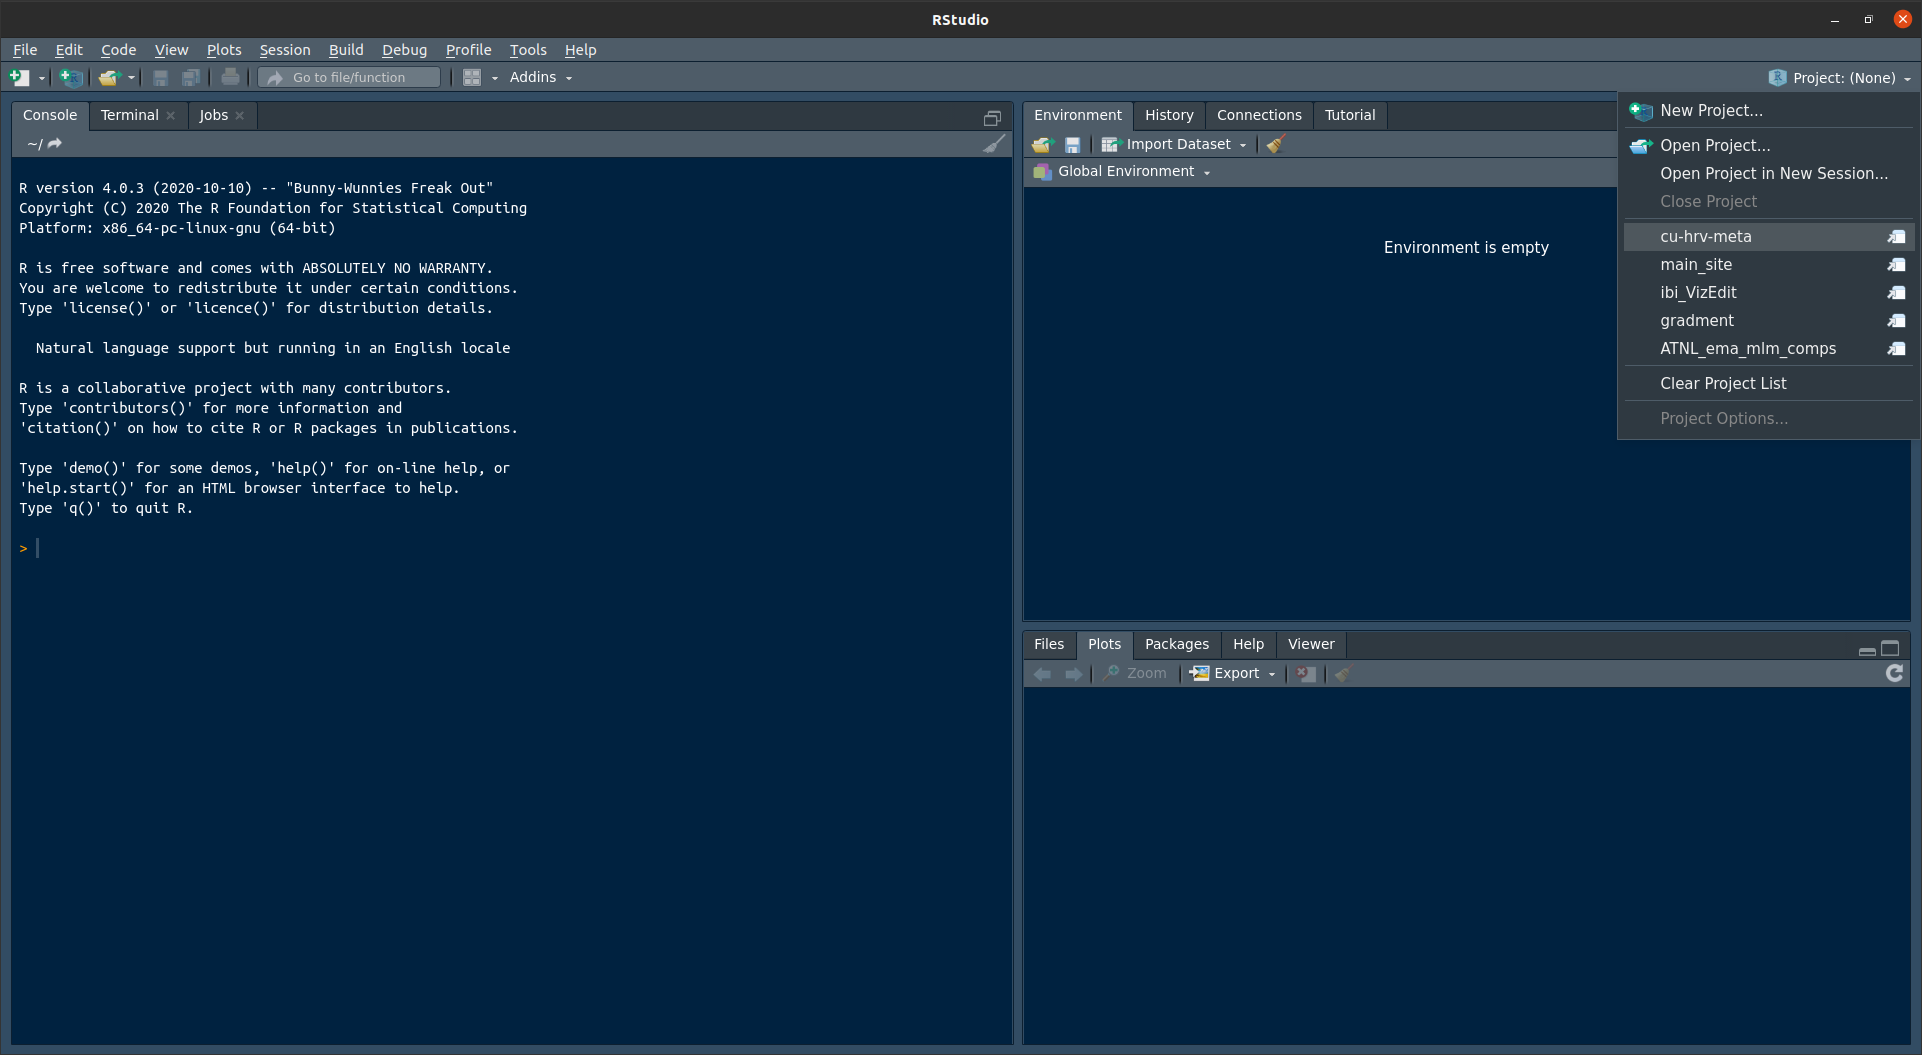 RStudio
File Edit Code View Plots Session Build Debug Profile Tools Help
Go to file/function Addins Project: (None)
Console Terminal Jobs
~/
R version 4.0.3 (2020-10-10) -- "Bunny-Wunnies Freak Out"
Copyright (C) 2020 The R Foundation for Statistical Computing
Platform: x86_64-pc-linux-gnu (64-bit)
R is free software and comes with ABSOLUTELY NO WARRANTY.
You are welcome to redistribute it under certain conditions.
Type 'license()' or 'licence()' for distribution details.
Natural language support but running in an English locale
R is a collaborative project with many contributors.
Type 'contributors()' for more information and
'citation()' on how to cite R or R packages in publications.
Type 'demo()' for some demos, 'help()' for on-line help, or
'help.start()' for an HTML browser interface to help.
Type 'q()' to quit R.
>
Environment History Connections Tutorial
Import Dataset
Global Environment
Environment is empty
New Project...
Open Project...
Open Project in New Session...
Close Project
cu-hrv-meta
main_site
ibi_VizEdit
gradment
ATNL_ema_mlm_comps
Clear Project List
Project Options...
Files Plots Packages Help Viewer
Zoom Export